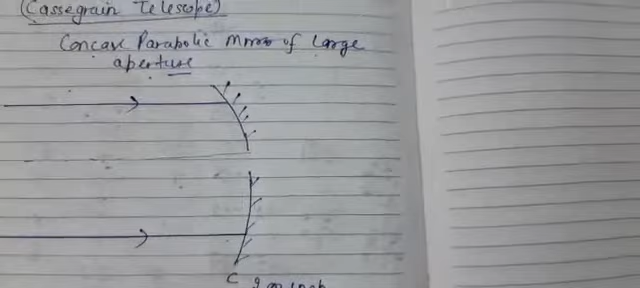 (Cassegrain Telescope)
Concave Parabolic Mirror of Large
aperture
C